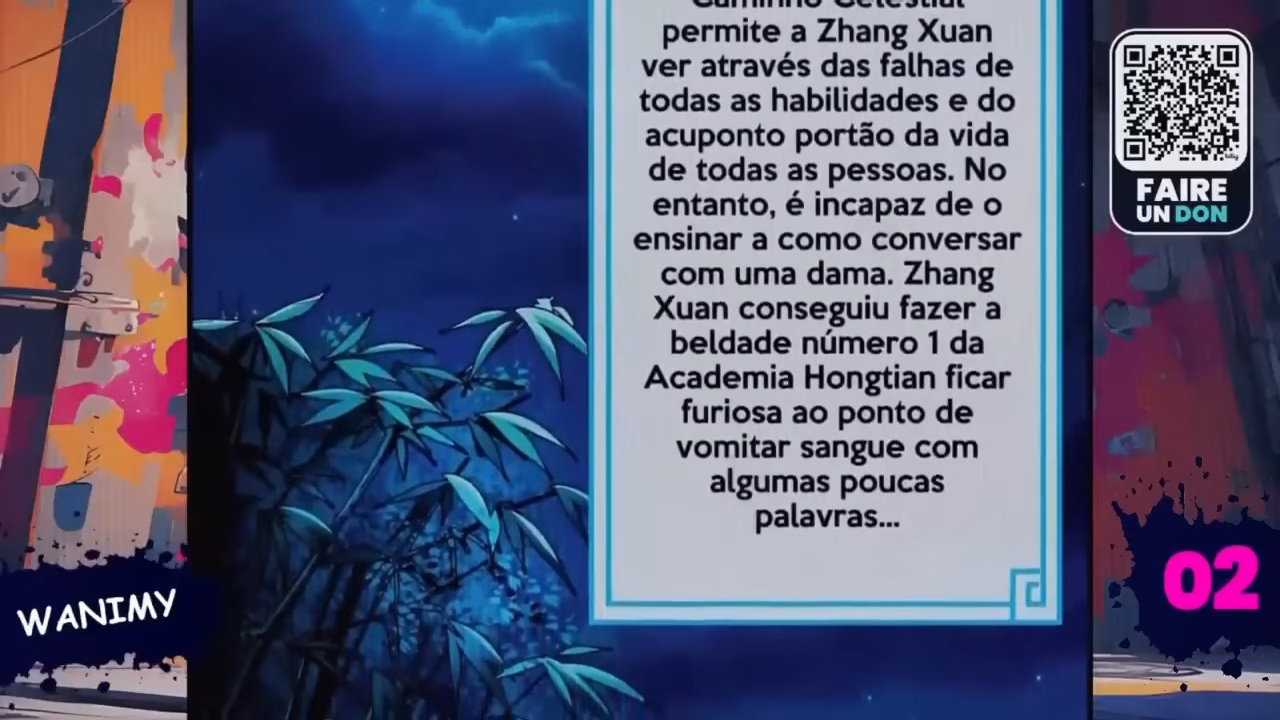 Caminho Celestial
permite a Zhang Xuan
ver através das falhas de
todas as habilidades e do
acuponto portão da vida
de todas as pessoas. No
entanto, é incapaz de o
ensinar a como conversar
com uma dama. Zhang
Xuan conseguiu fazer a
beldade número 1 da
Academia Hongtian ficar
furiosa ao ponto de
vomitar sangue com
algumas poucas
palavras...
FAIRE
UN DON
WANIMY
02